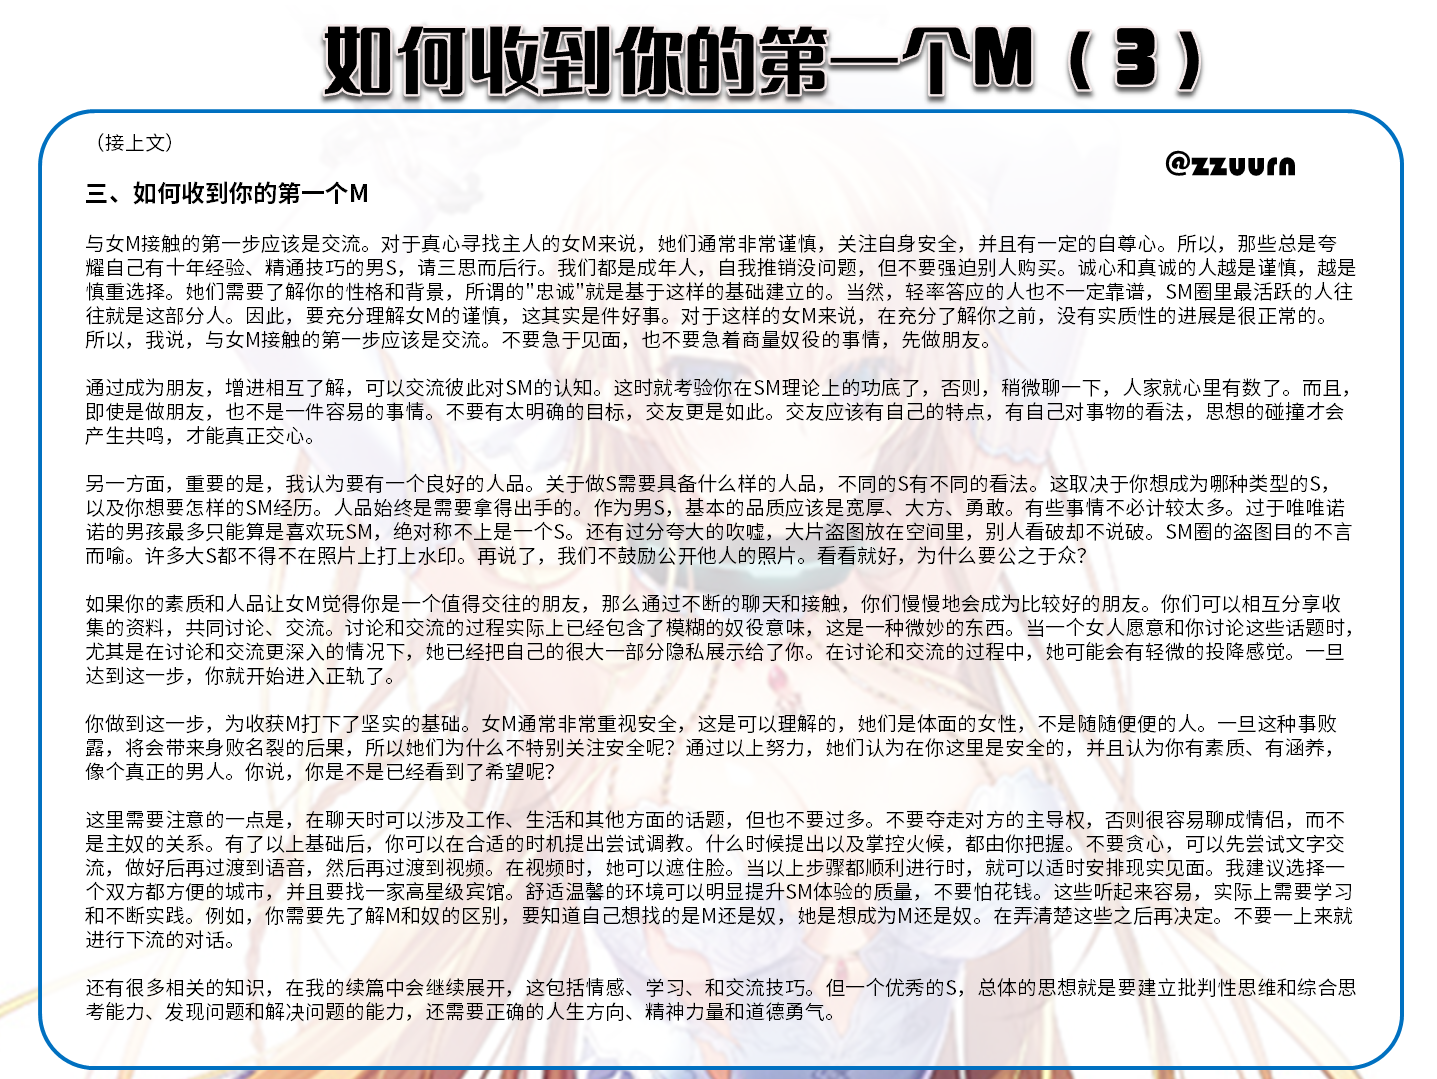 如何收到你的第一个M（3）
（接上文）
@zzuurn
三、如何收到你的第一个M
与女M接触的第一步应该是交流。对于真心寻找主人的女M来说，她们通常非常谨慎，关注自身安全，并且有一定的自尊心。所以，那些总是夸
耀自己有十年经验、精通技巧的男S，请三思而后行。我们都是成年人，自我推销没问题，但不要强迫别人购买。诚心和真诚的人越是谨慎，越是
慎重选择。她们需要了解你的性格和背景，所谓的"忠诚"就是基于这样的基础建立的。当然，轻率答应的人也不一定靠谱，SM圈里最活跃的人往
往就是这部分人。因此，要充分理解女M的谨慎，这其实是件好事。对于这样的女M来说，在充分了解你之前，没有实质性的进展是很正常的。
所以，我说，与女M接触的第一步应该是交流。不要急于见面，也不要急着商量奴役的事情，先做朋友。
通过成为朋友，增进相互了解，可以交流彼此对SM的认知。这时就考验你在SM理论上的功底了，否则，稍微聊一下，人家就心里有数了。而且，
即使是做朋友，也不是一件容易的事情。不要有太明确的目标，交友更是如此。交友应该有自己的特点，有自己对事物的看法，思想的碰撞才会
产生共鸣，才能真正交心。
另一方面，重要的是，我认为要有一个良好的人品。关于做S需要具备什么样的人品，不同的S有不同的看法。这取决于你想成为哪种类型的S，
以及你想要怎样的SM经历。人品始终是需要拿得出手的。作为男S，基本的品质应该是宽厚、大方、勇敢。有些事情不必计较太多。过于唯唯诺
诺的男孩最多只能算是喜欢玩SM，绝对称不上是一个S。还有过分夸大的吹嘘，大片盗图放在空间里，别人看破却不说破。SM圈的盗图目的不言
而喻。许多大S都不得不在照片上打上水印。再说了，我们不鼓励公开他人的照片。看看就好，为什么要公之于众？
如果你的素质和人品让女M觉得你是一个值得交往的朋友，那么通过不断的聊天和接触，你们慢慢地会成为比较好的朋友。你们可以相互分享收
集的资料，共同讨论、交流。讨论和交流的过程实际上已经包含了模糊的奴役意味，这是一种微妙的东西。当一个女人愿意和你讨论这些话题时，
尤其是在讨论和交流更深入的情况下，她已经把自己的很大一部分隐私展示给了你。在讨论和交流的过程中，她可能会有轻微的投降感觉。一旦
达到这一步，你就开始进入正轨了。
你做到这一步，为收获M打下了坚实的基础。女M通常非常重视安全，这是可以理解的，她们是体面的女性，不是随随便便的人。一旦这种事败
露，将会带来身败名裂的后果，所以她们为什么不特别关注安全呢？通过以上努力，她们认为在你这里是安全的，并且认为你有素质、有涵养，
像个真正的男人。你说，你是不是已经看到了希望呢？
这里需要注意的一点是，在聊天时可以涉及工作、生活和其他方面的话题，但也不要过多。不要夺走对方的主导权，否则很容易聊成情侣，而不
是主奴的关系。有了以上基础后，你可以在合适的时机提出尝试调教。什么时候提出以及掌控火候，都由你把握。不要贪心，可以先尝试文字交
流，做好后再过渡到语音，然后再过渡到视频。在视频时，她可以遮住脸。当以上步骤都顺利进行时，就可以适时安排现实见面。我建议选择一
个双方都方便的城市，并且要找一家高星级宾馆。舒适温馨的环境可以明显提升SM体验的质量，不要怕花钱。这些听起来容易，实际上需要学习
和不断实践。例如，你需要先了解M和奴的区别，要知道自己想找的是M还是奴，她是想成为M还是奴。在弄清楚这些之后再决定。不要一上来就
进行下流的对话。
还有很多相关的知识，在我的续篇中会继续展开，这包括情感、学习、和交流技巧。但一个优秀的S，总体的思想就是要建立批判性思维和综合思
考能力、发现问题和解决问题的能力，还需要正确的人生方向、精神力量和道德勇气。